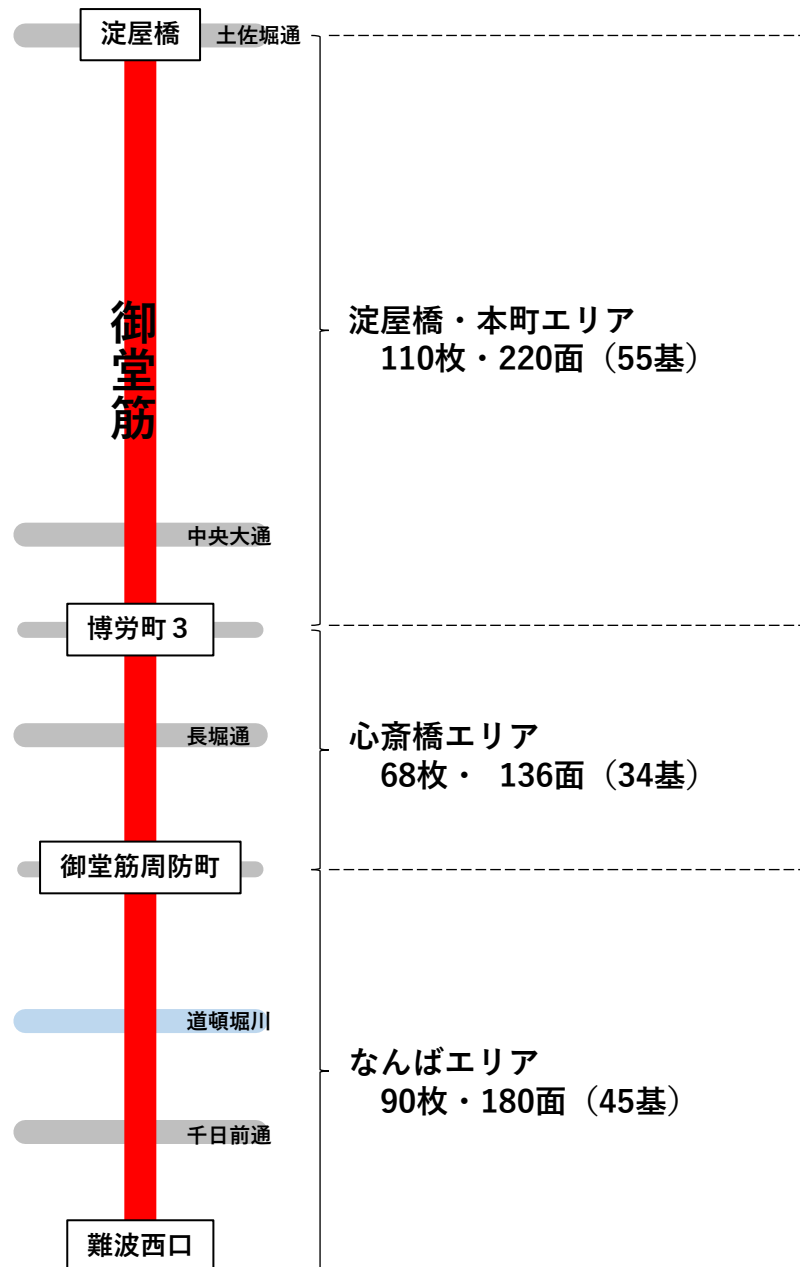 淀屋橋
土佐堀通
御堂筋
淀屋橋・本町エリア
110枚・220面（55基）
中央大通
博労町３
長堀通
心斎橋エリア
68枚・ 136面（34基）
御堂筋周防町
道頓堀川
なんばエリア
90枚・180面（45基）
千日前通
難波西口